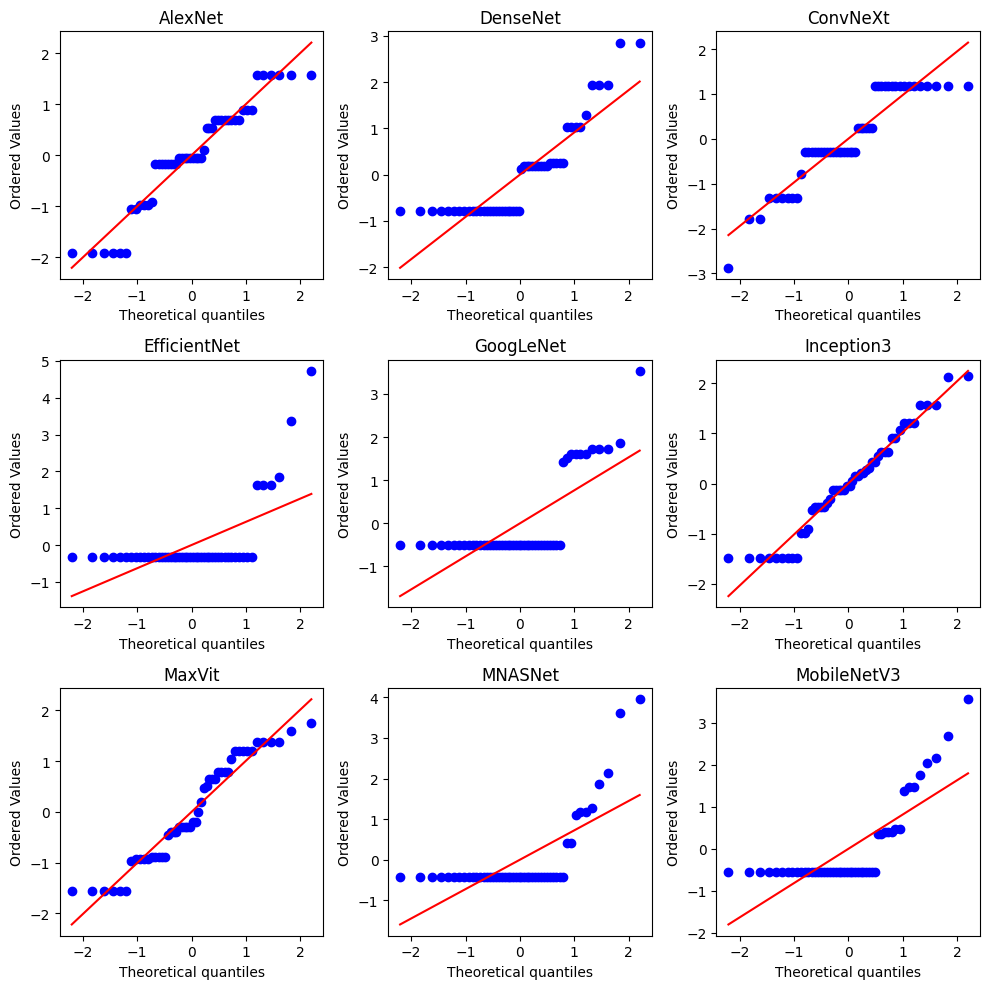 AlexNet DenseNet ConvNeXt
Ordered Values Ordered Values Ordered Values
2 3 2
1 2 1
0 1 0
−1 0 −1
−2 −1 −2
−2 −3
−2 −1 0 1 2 −2 −1 0 1 2 −2 −1 0 1 2
Theoretical quantiles Theoretical quantiles Theoretical quantiles
EfficientNet GoogLeNet Inception3
Ordered Values Ordered Values Ordered Values
5 3 2
4 2 1
3 1 0
2 0 −1
1 −1 −2
0
−1
−2 −1 0 1 2 −2 −1 0 1 2 −2 −1 0 1 2
Theoretical quantiles Theoretical quantiles Theoretical quantiles
MaxVit MNASNet MobileNetV3
Ordered Values Ordered Values Ordered Values
2 4 3
1 3 2
0 2 1
−1 1 0
−2 0 −1
−1 −2
−2 −1 0 1 2 −2 −1 0 1 2 −2 −1 0 1 2
Theoretical quantiles Theoretical quantiles Theoretical quantiles